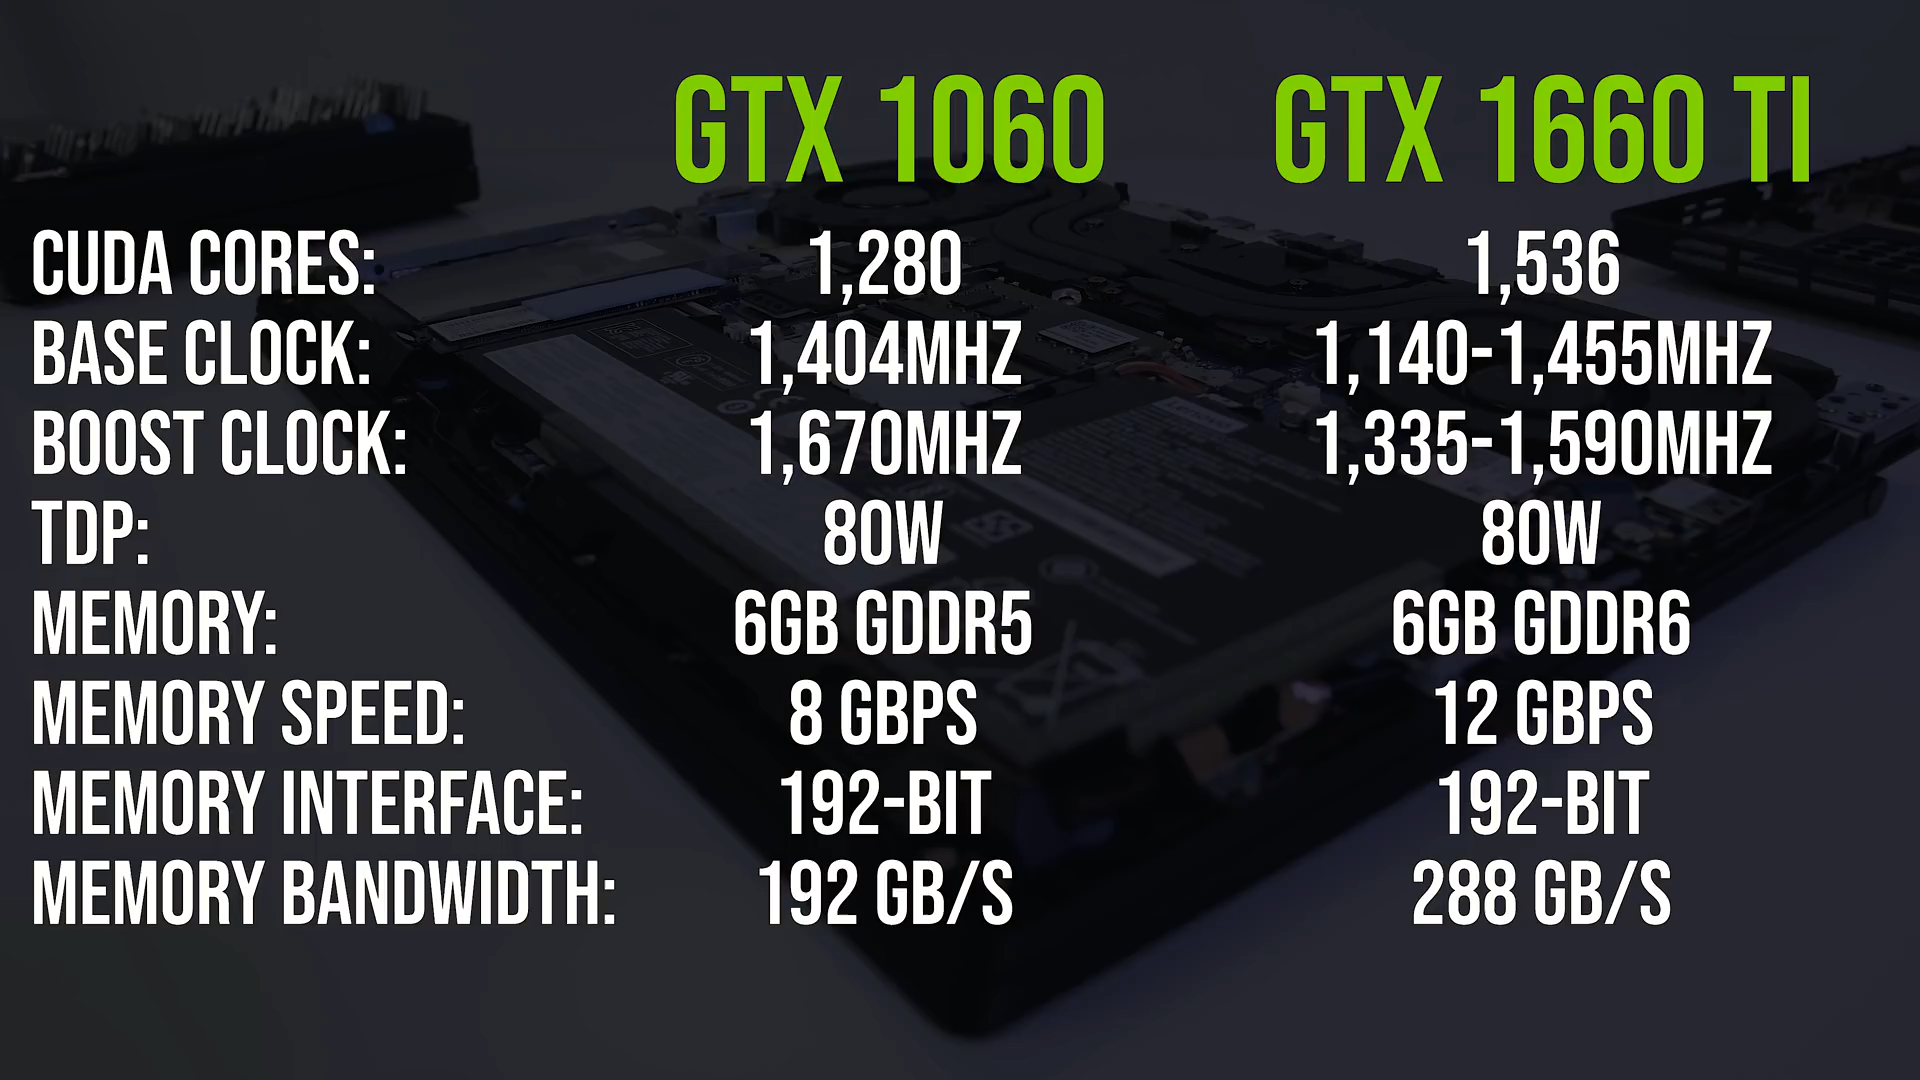 GTX 1060 GTX 1660 TI
CUDA CORES: 1,280 1,536
BASE CLOCK: 1,404MHZ 1,140-1,455MHZ
BOOST CLOCK: 1,670MHZ 1,335-1,590MHZ
TDP: 80W 80W
MEMORY: 6GB GDDR5 6GB GDDR6
MEMORY SPEED: 8 GBPS 12 GBPS
MEMORY INTERFACE: 192-BIT 192-BIT
MEMORY BANDWIDTH: 192 GB/S 288 GB/S